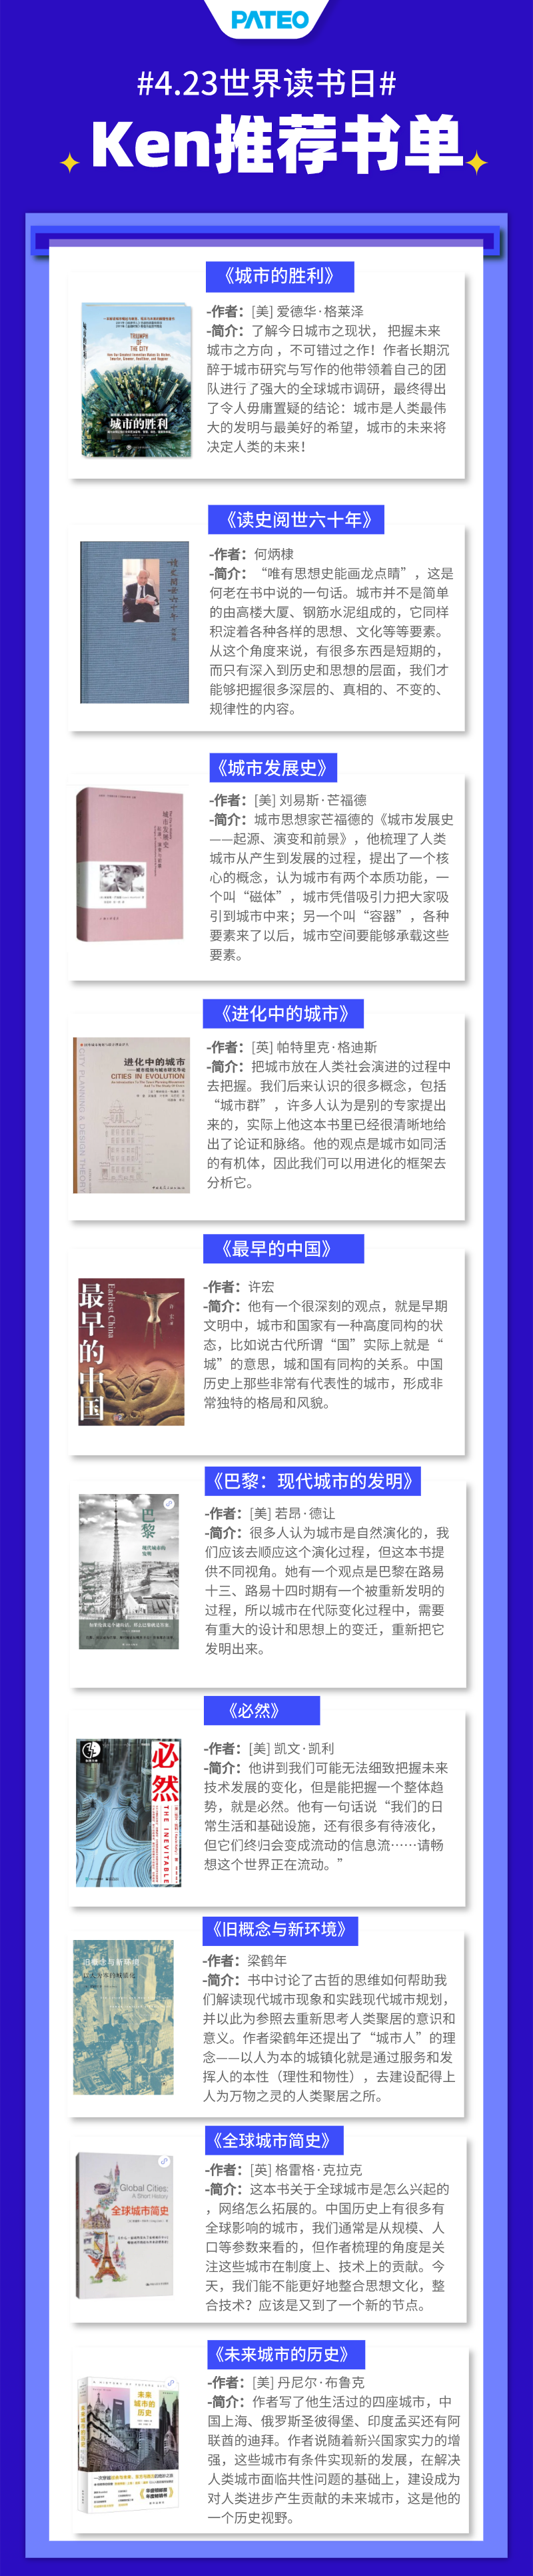 PATEO
#4.23世界读书日#
Ken推荐书单
《城市的胜利》
-作者：[美] 爱德华·格莱泽
-简介：了解今日城市之现状， 把握未来
城市之方向 ，不可错过之作！作者长期沉
醉于城市研究与写作的他带领着自己的团
队进行了强大的全球城市调研，最终得出
了令人毋庸置疑的结论：城市是人类最伟
大的发明与最美好的希望，城市的未来将
决定人类的未来！
TRIUMPH
OF
THE CITY
城市的胜利
《读史阅世六十年》
-作者：何炳棣
-简介：“唯有思想史能画龙点睛”，这是
何老在书中说的一句话。城市并不是简单
的由高楼大厦、钢筋水泥组成的，它同样
积淀着各种各样的思想、文化等等要素。
从这个角度来说，有很多东西是短期的，
而只有深入到历史和思想的层面，我们才
能够把握很多深层的、真相的、不变的、
规律性的内容。
读史阅世六十年
《城市发展史》
-作者：[美] 刘易斯·芒福德
-简介：城市思想家芒福德的《城市发展史
——起源、演变和前景》，他梳理了人类
城市从产生到发展的过程，提出了一个核
心的概念，认为城市有两个本质功能，一
个叫“磁体”，城市凭借吸引力把大家吸
引到城市中来；另一个叫“容器”，各种
要素来了以后，城市空间要能够承载这些
要素。
城市发展史
《进化中的城市》
-作者：[英] 帕特里克·格迪斯
-简介：把城市放在人类社会演进的过程中
去把握。我们后来认识的很多概念，包括
“城市群”，许多人认为是别的专家提出
来的，实际上他这本书里已经很清晰地给
出了论证和脉络。他的观点是城市如同活
的有机体，因此我们可以用进化的框架去
分析它。
进化中的城市
CITIES IN EVOLUTION
CITY PLANNING & DESIGN THEORY
《最早的中国》
-作者：许宏
-简介：他有一个很深刻的观点，就是早期
文明中，城市和国家有一种高度同构的状
态，比如说古代所谓“国”实际上就是“
城”的意思，城和国有同构的关系。中国
历史上那些非常有代表性的城市，形成非
常独特的格局和风貌。
最早的中国
Earliest China
《巴黎：现代城市的发明》
-作者：[美] 若昂·德让
-简介：很多人认为城市是自然演化的，我
们应该去顺应这个演化过程，但这本书提
供不同视角。她有一个观点是巴黎在路易
十三、路易十四时期有一个被重新发明的
过程，所以城市在代际变化过程中，需要
有重大的设计和思想上的变迁，重新把它
发明出来。
巴黎
现代城市的
发明
《必然》
-作者：[美] 凯文·凯利
-简介：他讲到我们可能无法细致把握未来
技术发展的变化，但是能把握一个整体趋
势，就是必然。他有一句话说“我们的日
常生活和基础设施，还有很多有待液化，
但它们终归会变成流动的信息流……请畅
想这个世界正在流动。”
必然
THE INEVITABLE
《旧概念与新环境》
-作者：梁鹤年
-简介：书中讨论了古哲的思维如何帮助我
们解读现代城市现象和实践现代城市规划，
并以此为参照去重新思考人类聚居的意识和
意义。作者梁鹤年还提出了“城市人”的理
念——以人为本的城镇化就是通过服务和发
挥人的本性（理性和物性），去建设配得上
人为万物之灵的人类聚居之所。
旧概念与新环境
《全球城市简史》
-作者：[英] 格雷格·克拉克
-简介：这本书关于全球城市是怎么兴起的
，网络怎么拓展的。中国历史上有很多有
全球影响的城市，我们通常是从规模、人
口等参数来看的，但作者梳理的角度是关
注这些城市在制度上、技术上的贡献。今
天，我们能不能更好地整合思想文化，整
合技术？应该是又到了一个新的节点。
Global Cities:
A Short History
全球城市简史
《未来城市的历史》
-作者：[美] 丹尼尔·布鲁克
-简介：作者写了他生活过的四座城市，中
国上海、俄罗斯圣彼得堡、印度孟买还有阿
联酋的迪拜。作者说随着新兴国家实力的增
强，这些城市有条件实现新的发展，在解决
人类城市面临共性问题的基础上，建设成为
对人类进步产生贡献的未来城市，这是他的
一个历史视野。
未来
城市的
历史